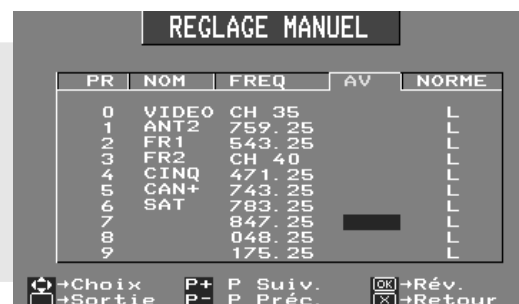 REGLAGE MANUEL
PR NOM FREQ AV NORME
0 VIDEO CH 35 L
1 ANT2 759.25 L
2 FR1 543.25 L
3 FR2 CH 40 L
4 CINQ 471.25 L
5 CAN+ 743.25 L
6 SAT 783.25 L
7 847.25 L
8 048.25 L
9 175.25 L
→Choix P+ P Suiv. OK →Rév.
→Sortie P- P Préc. X →Retour